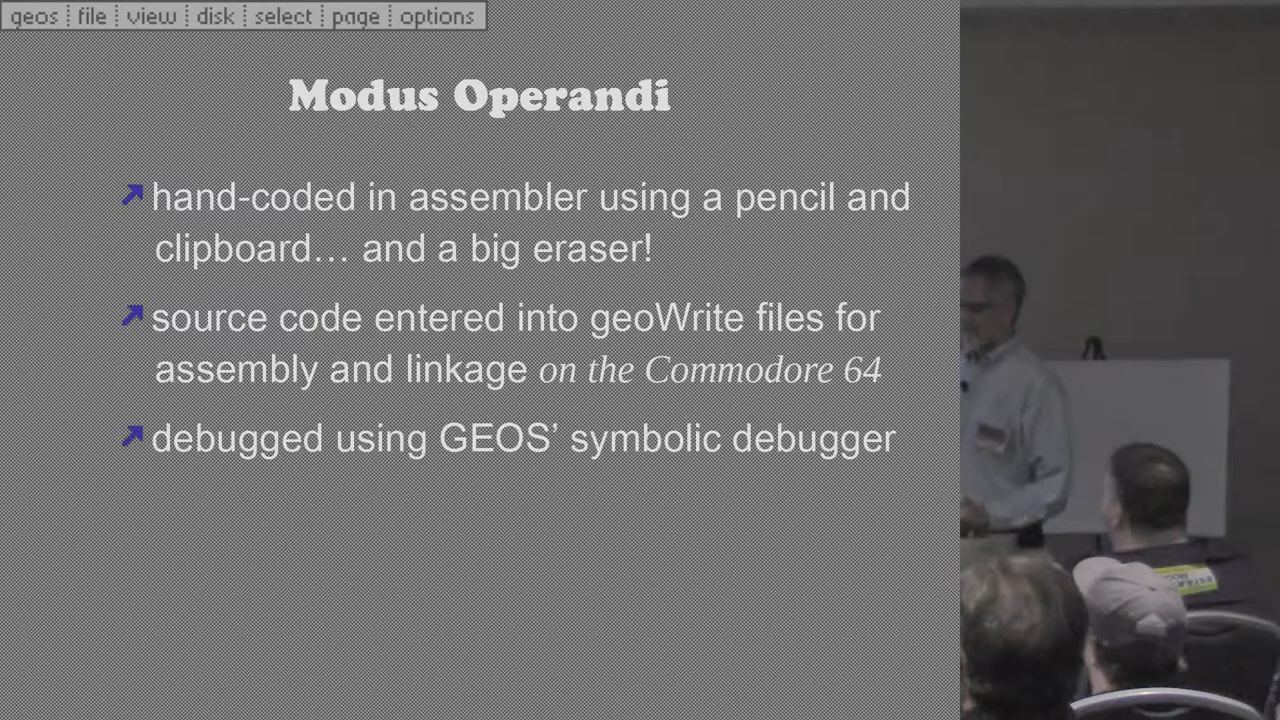 geos file view disk select page options
Modus Operandi
hand-coded in assembler using a pencil and
clipboard… and a big eraser!
source code entered into geoWrite files for
assembly and linkage on the Commodore 64
debugged using GEOS’ symbolic debugger